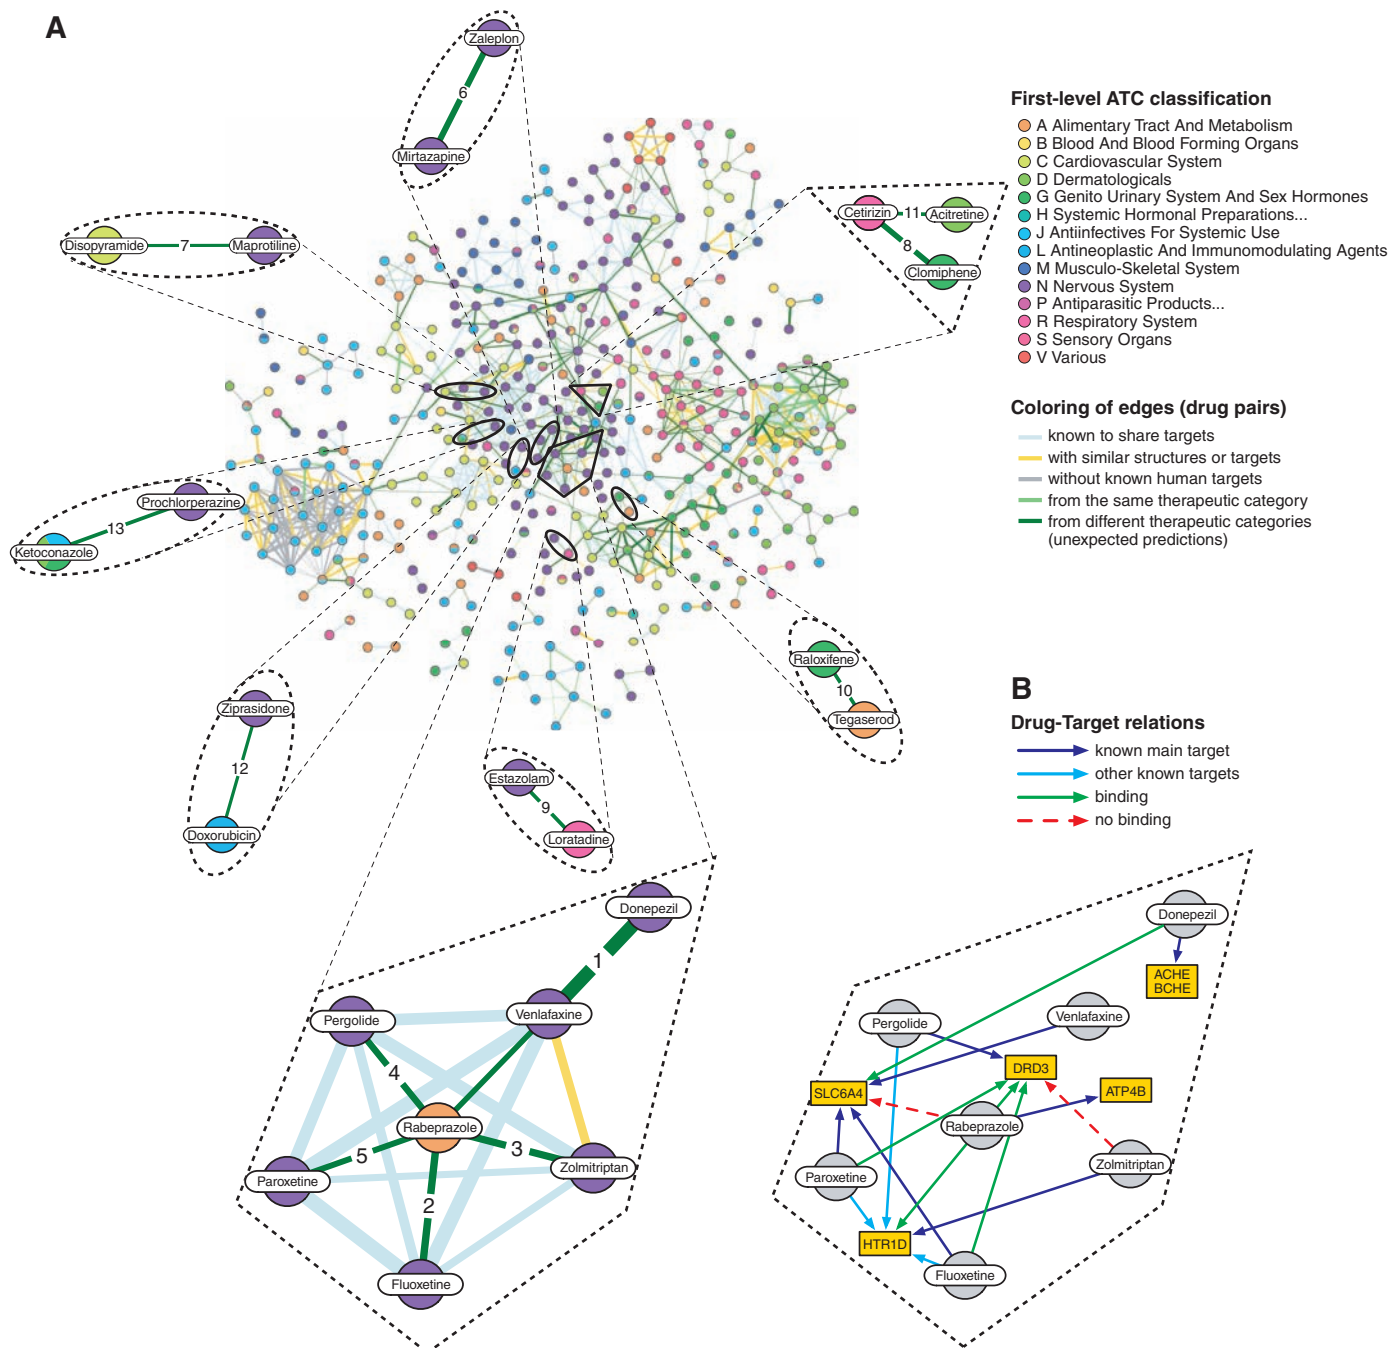 A
Zaleplon
6
Mirtazapine
Disopyramide
7
Maprotiline
Cetirizin
11
Acitretine
8
Clomiphene
First-level ATC classification
A Alimentary Tract And Metabolism
B Blood And Blood Forming Organs
C Cardiovascular System
D Dermatologicals
G Genito Urinary System And Sex Hormones
H Systemic Hormonal Preparations...
J Antiinfectives For Systemic Use
L Antineoplastic And Immunomodulating Agents
M Musculo-Skeletal System
N Nervous System
P Antiparasitic Products...
R Respiratory System
S Sensory Organs
V Various
Coloring of edges (drug pairs)
known to share targets
with similar structures or targets
without known human targets
from the same therapeutic category
from different therapeutic categories
(unexpected predictions)
Prochlorperazine
13
Ketoconazole
Ziprasidone
12
Doxorubicin
Estazolam
9
Loratadine
Raloxifene
10
Tegaserod
Donepezil
1
Pergolide
Venlafaxine
4
Rabeprazole
5
3
Paroxetine
Zolmitriptan
2
Fluoxetine
B
Drug-Target relations
known main target
other known targets
binding
no binding
Donepezil
ACHE
BCHE
Pergolide
Venlafaxine
DRD3
SLC6A4
ATP4B
Rabeprazole
Zolmitriptan
Paroxetine
HTR1D
Fluoxetine